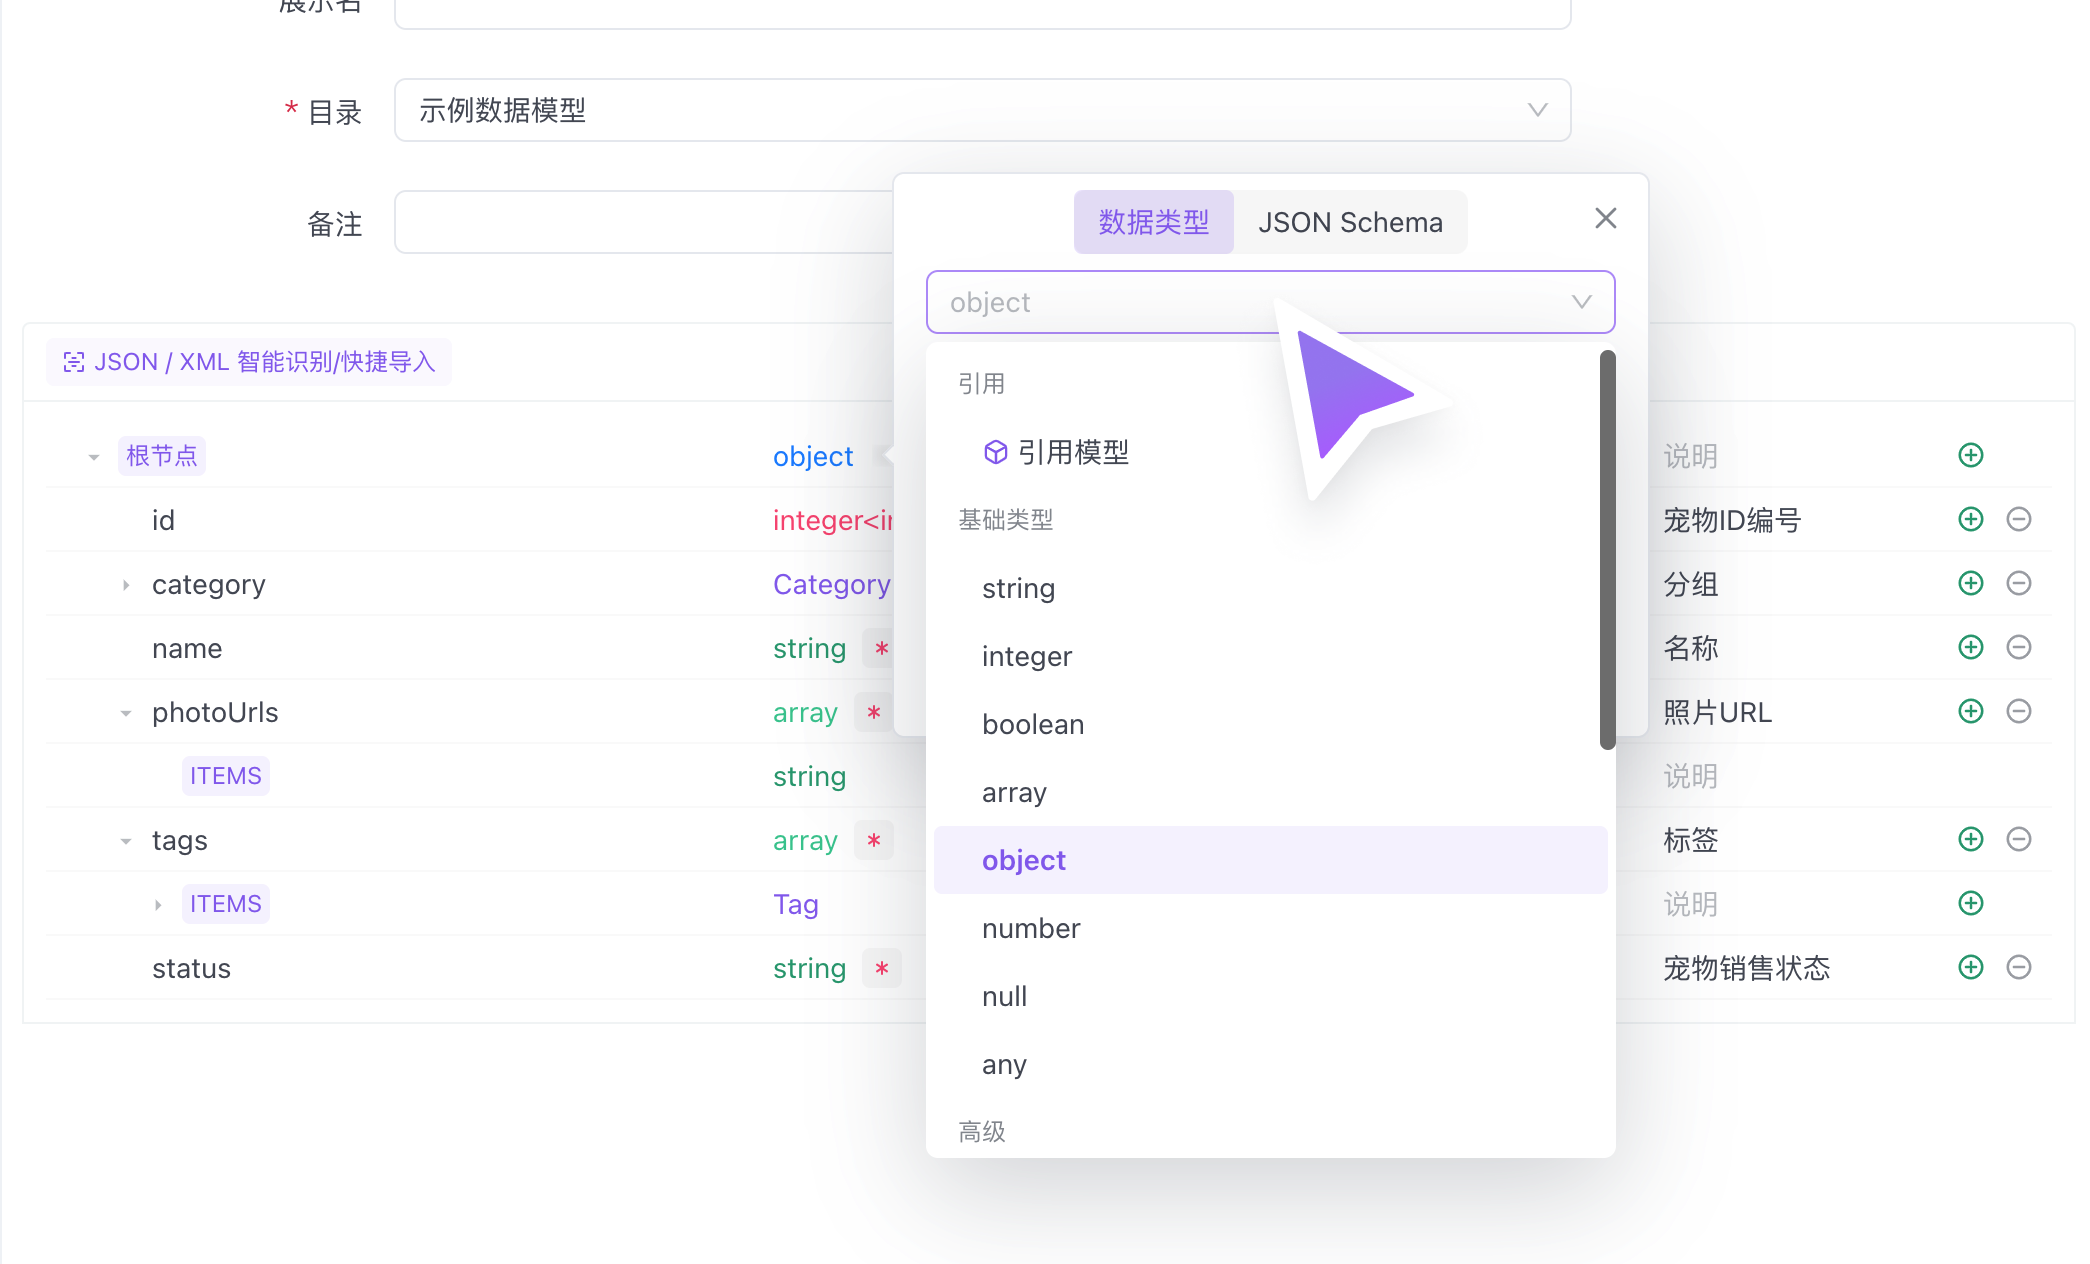 展示名
* 目录
示例数据模型
备注
数据类型
JSON Schema
object
JSON / XML 智能识别/快捷导入
引用
引用模型
基础类型
string
integer
boolean
array
object
number
null
any
高级
根节点
object
说明
id
integer<in
宠物ID编号
category
Category
分组
name
string
*
名称
photoUrls
array
*
照片URL
ITEMS
string
说明
tags
array
*
标签
ITEMS
Tag
说明
status
string
*
宠物销售状态